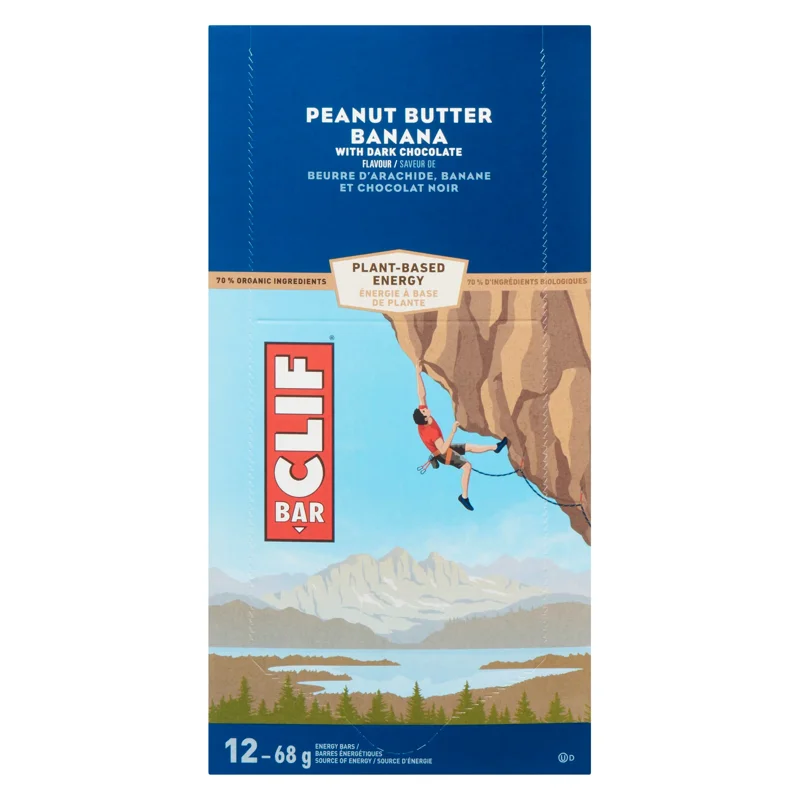 PEANUT BUTTER
BANANA
WITH DARK CHOCOLATE
FLAVOUR / SAVEUR DE
BEURRE D'ARACHIDE, BANANE
ET CHOCOLAT NOIR
70 % ORGANIC INGREDIENTS
PLANT-BASED
ENERGY
ÉNERGIE À BASE
DE PLANTE
70 % D'INGRÉDIENTS BIOLOGIQUES
CLIF
®
BAR
12 – 68 g
ENERGY BARS /
BARRES ÉNERGÉTIQUES
SOURCE OF ENERGY / SOURCE D'ÉNERGIE
Ⓤ D